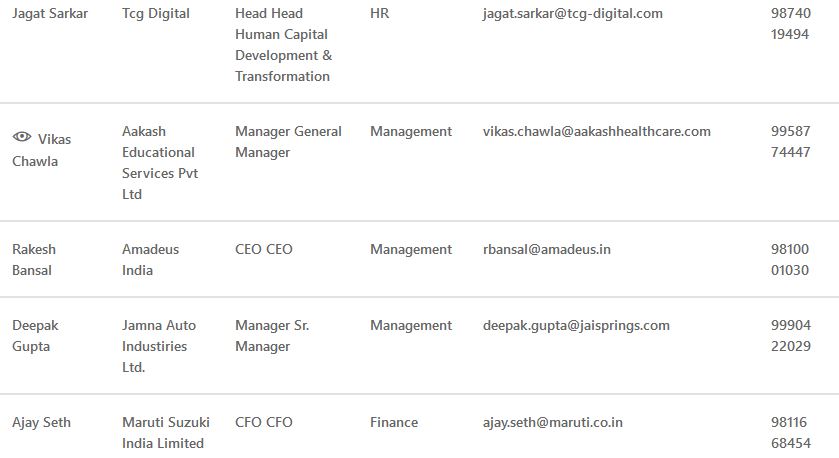 Jagat Sarkar Tcg Digital Head Head HR jagat.sarkar@tcg-digital.com 98740
Human Capital 19494
Development &
Transformation
Vikas Aakash Manager General Management vikas.chawla@aakashhealthcare.com 99587
Chawla Educational Manager 74447
Services Pvt
Ltd
Rakesh Amadeus CEO CEO Management rbansal@amadeus.in 98100
Bansal India 01030
Deepak Jamna Auto Manager Sr. Management deepak.gupta@jaisprings.com 99904
Gupta Industiries Manager 22029
Ltd.
Ajay Seth Maruti Suzuki CFO CFO Finance ajay.seth@maruti.co.in 98116
India Limited 68454